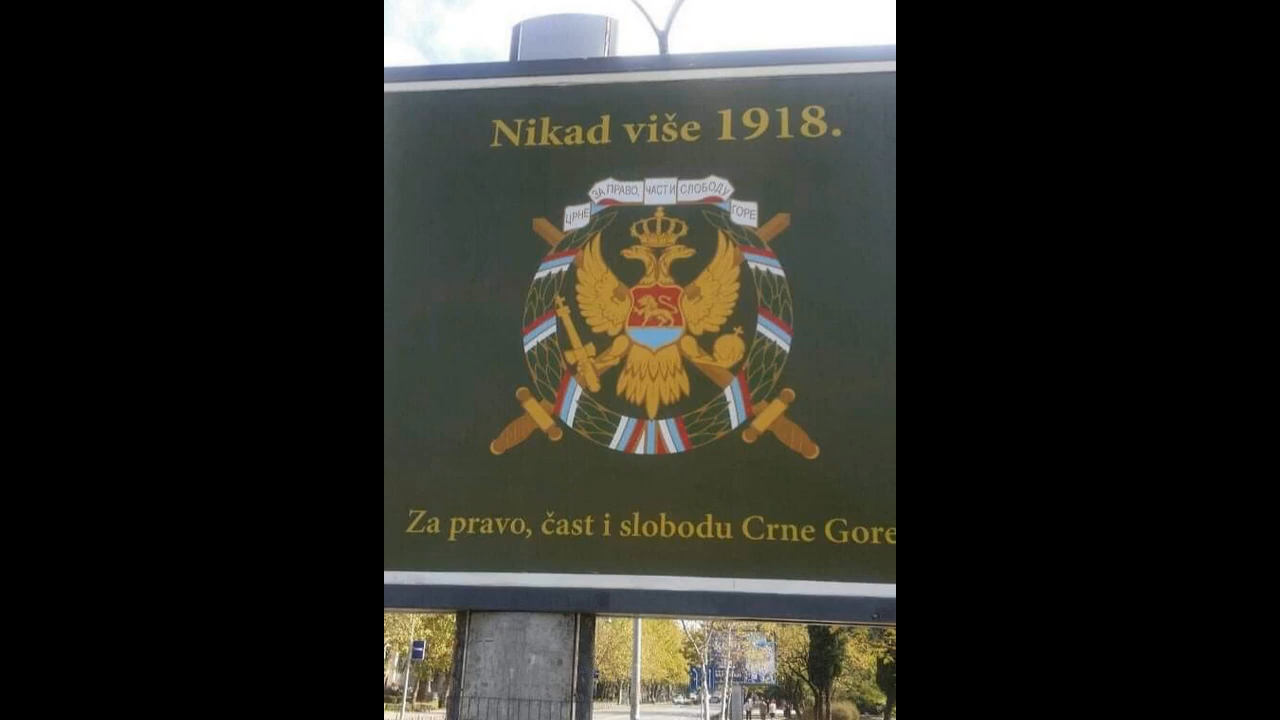 Nikad više 1918.
ЦРНЕ ЗА ПРАВО, ЧАСТ И СЛОБОДУ ГОРЕ
Za pravo, čast i slobodu Crne Gore